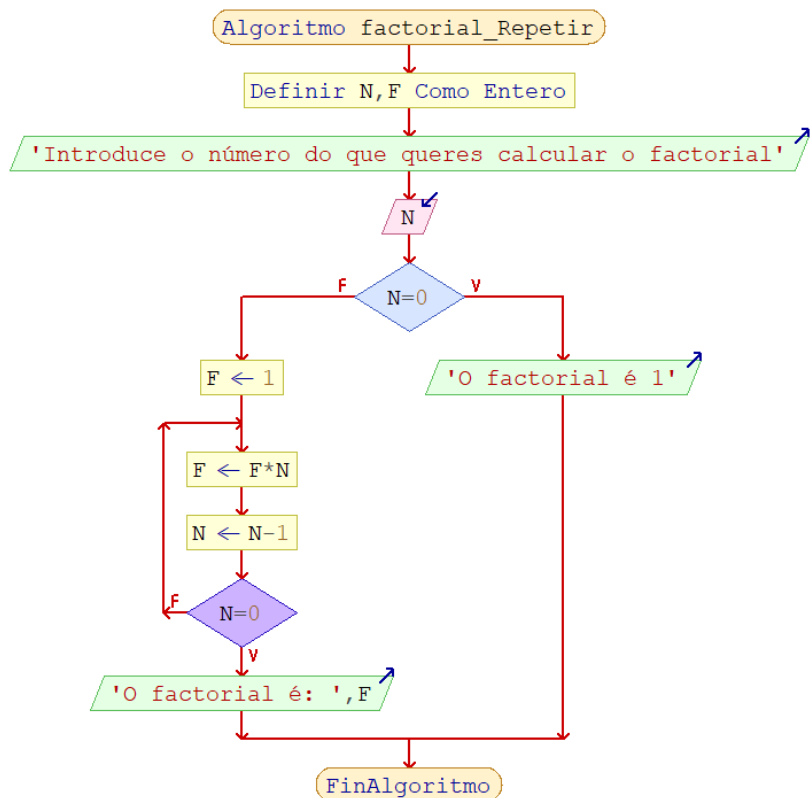 Algoritmo factorial_Repetir
Definir N,F Como Entero
'Introduce o número do que queres calcular o factorial'
N
F
V
N=0
F ← 1
'O factorial é 1'
F ← F*N
N ← N-1
F
N=0
V
'O factorial é: ',F
FinAlgoritmo